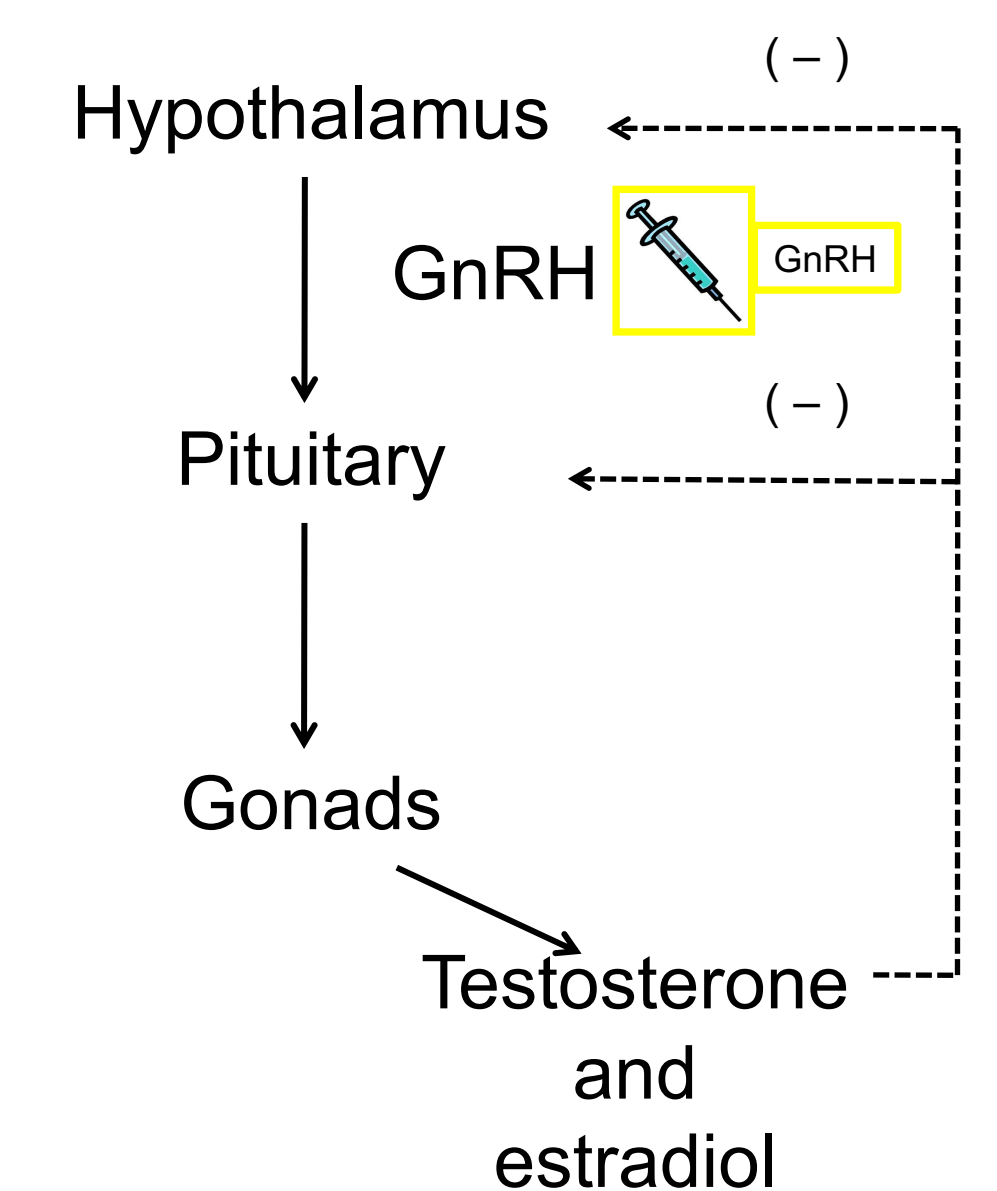 ( – )
Hypothalamus
GnRH
GnRH
( – )
Pituitary
Gonads
Testosterone
and
estradiol